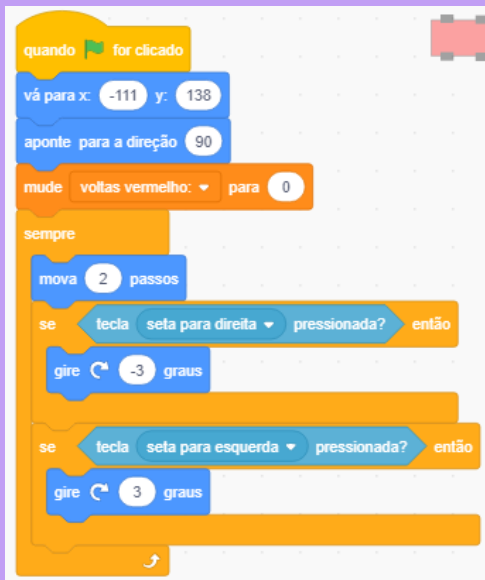 quando for clicado
vá para x: -111 y: 138
aponte para a direção 90
mude voltas vermelho: para 0
sempre
mova 2 passos
se tecla seta para direita pressionada? então
gire -3 graus
se tecla seta para esquerda pressionada? então
gire 3 graus